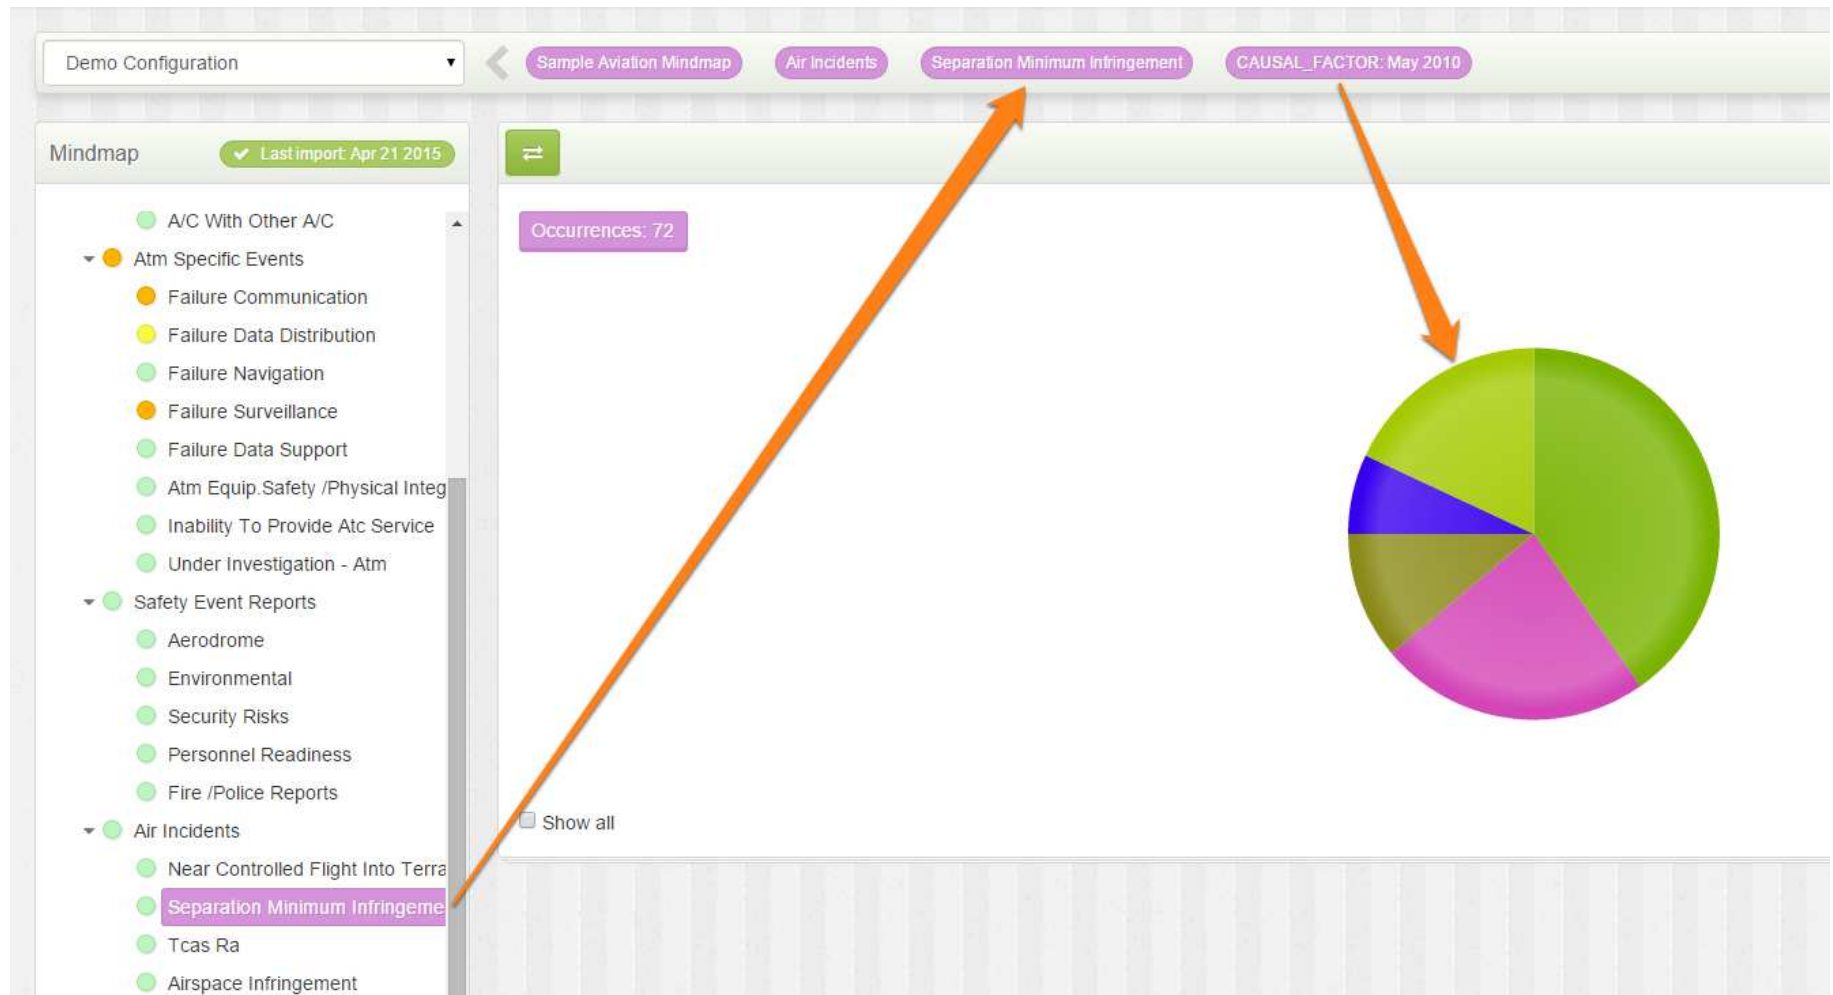 Demo Configuration
Sample Aviation Mindmap
Air Incidents
Separation Minimum Infringement
CAUSAL_FACTOR: May 2010
Mindmap
Last import: Apr 21 2015
Occurrences: 72
A/C With Other A/C
Atm Specific Events
Failure Communication
Failure Data Distribution
Failure Navigation
Failure Surveillance
Failure Data Support
Atm Equip.Safety /Physical Integ
Inability To Provide Atc Service
Under Investigation - Atm
Safety Event Reports
Aerodrome
Environmental
Security Risks
Personnel Readiness
Fire /Police Reports
Air Incidents
Near Controlled Flight Into Terra
Separation Minimum Infringeme
Tcas Ra
Airspace Infringement
Show all